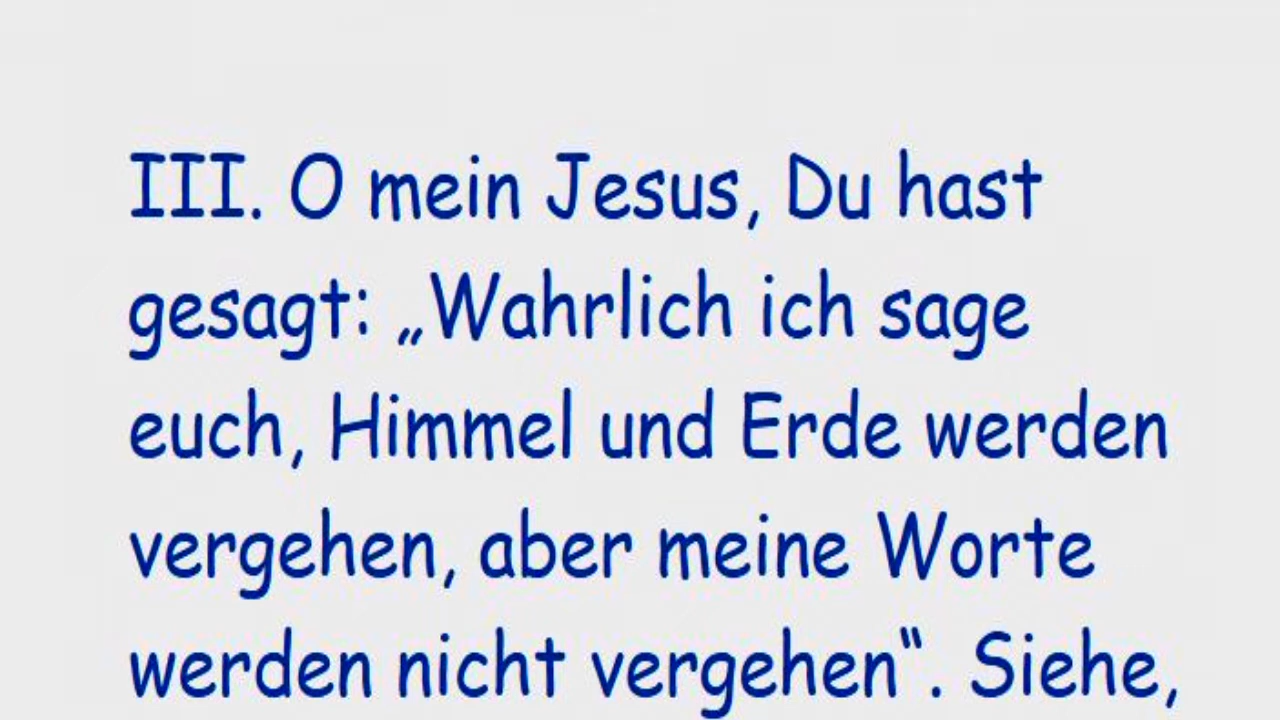 III. O mein Jesus, Du hast
gesagt: „Wahrlich ich sage
euch, Himmel und Erde werden
vergehen, aber meine Worte
werden nicht vergehen“. Siehe,